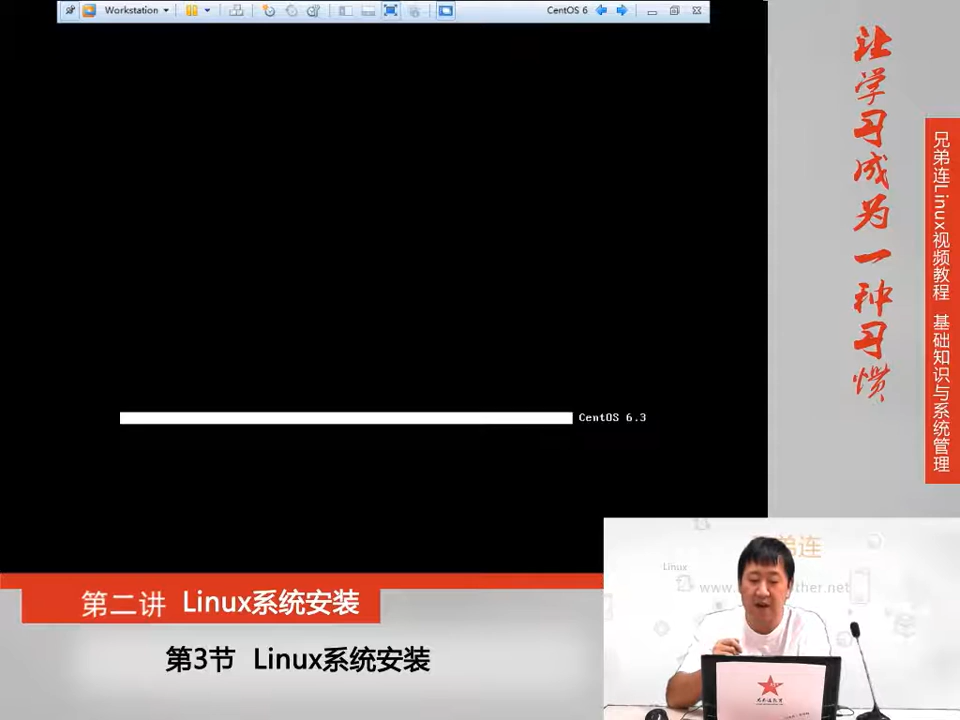 Workstation
CentOS 6
让学习成为一种习惯
兄弟连Linux视频教程 基础知识与系统管理
CentOS 6.3
第二讲 Linux系统安装
第3节 Linux系统安装
Linux